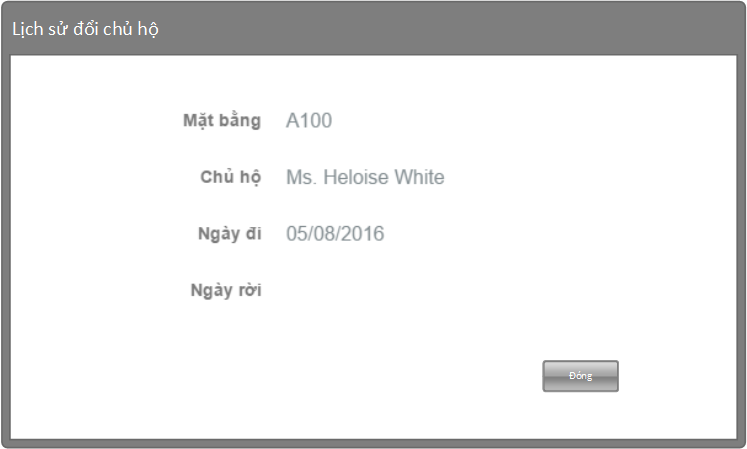 Lịch sử đổi chủ hộ
Mặt bằng A100
Chủ hộ Ms. Heloise White
Ngày đi 05/08/2016
Ngày rời
Đóng